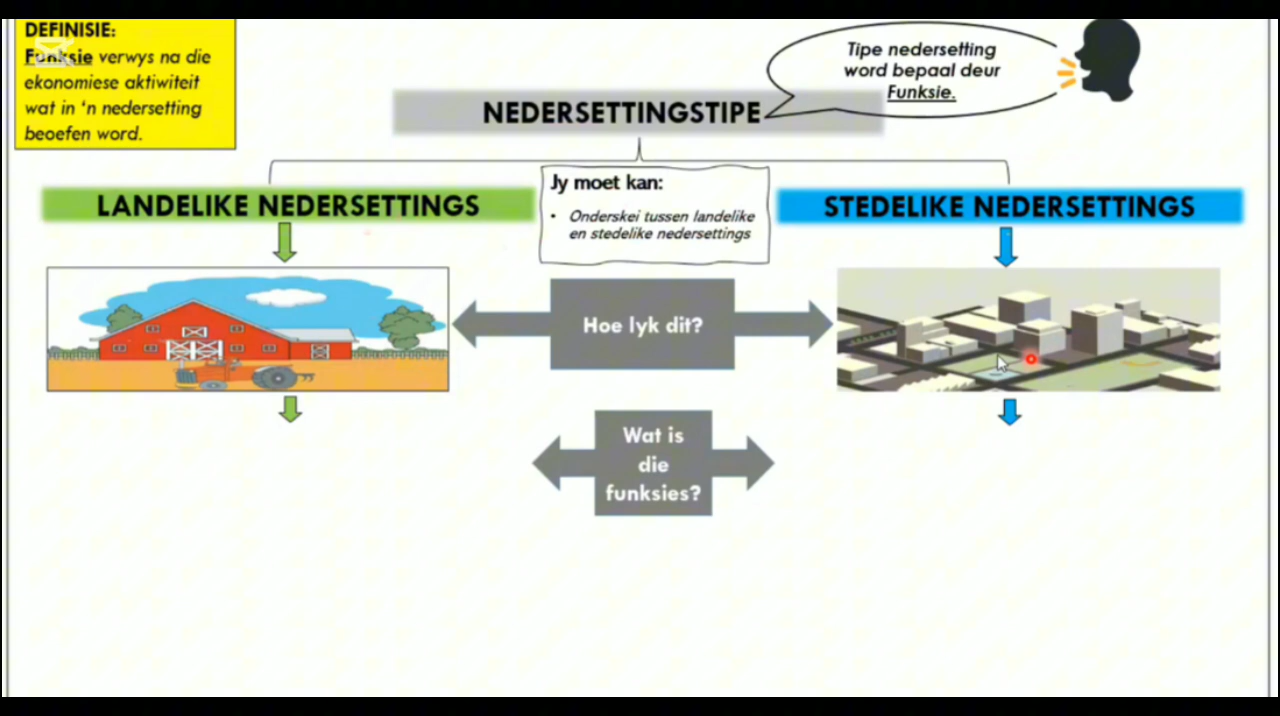 DEFINISIE:
Funksie verwys na die
ekonomiese aktiwiteit
wat in ‘n nedersetting
beoefen word.
Tipe nedersetting
word bepaal deur
Funksie.
NEDERSETTINGSTIPE
LANDELIKE NEDERSETTINGS
Jy moet kan:
• Onderskei tussen landelike
en stedelike nedersettings
STEDELIKE NEDERSETTINGS
Hoe lyk dit?
Wat is
die
funksies?